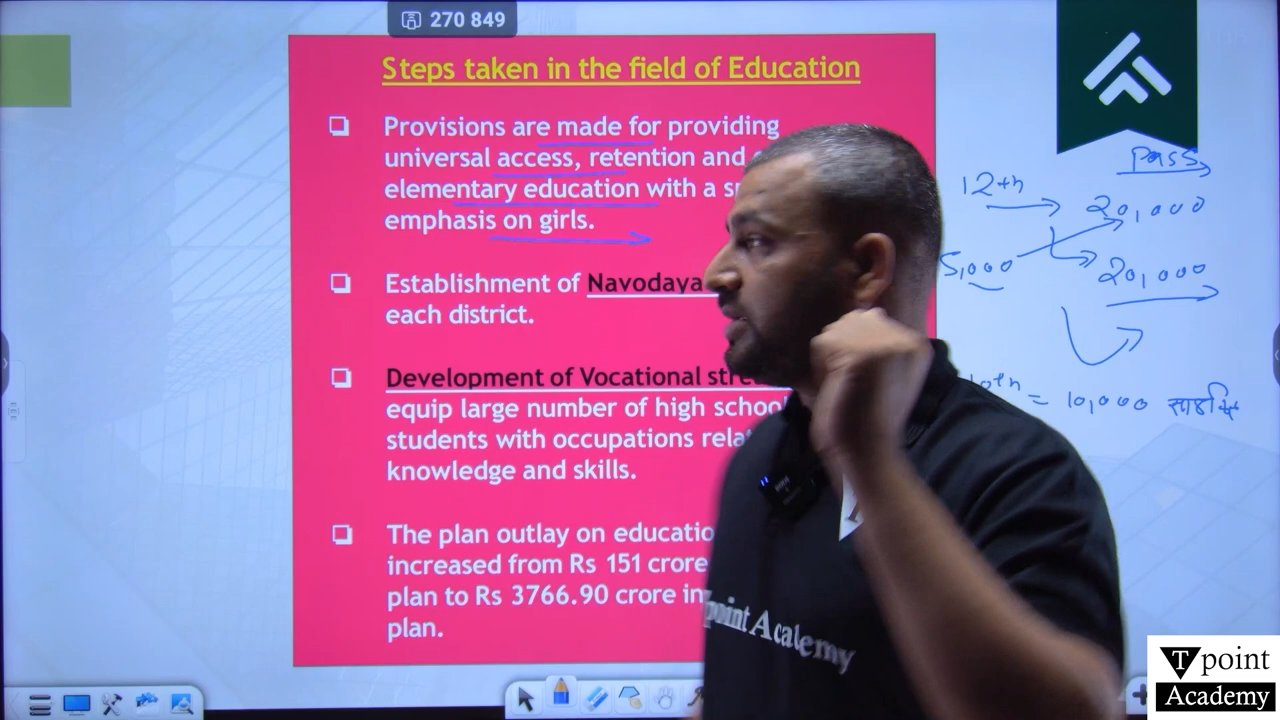 270 849
Steps taken in the field of Education
Provisions are made for providing
universal access, retention and
elementary education with a
emphasis on girls.
Establishment of Navodaya
each district.
Development of Vocational
equip large number of high school
students with occupations
knowledge and skills.
The plan outlay on
increased from Rs 151 crore
plan to Rs 3766.90 crore in
plan.
Pass
12th
20,000
5,000
20,000
10th = 10,000
point Academy
T point
Academy